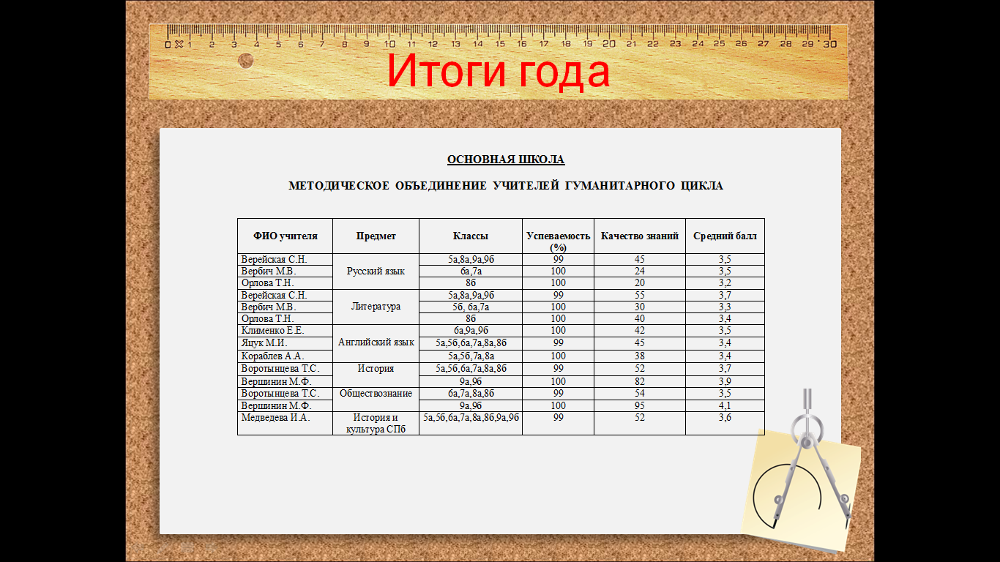 0 1 2 3 4 5 6 7 8 9 10 11 12 13 14 15 16 17 18 19 20 21 22 23 24 25 26 27 28 29 30
Итоги года
ОСНОВНАЯ ШКОЛА
МЕТОДИЧЕСКОЕ ОБЪЕДИНЕНИЕ УЧИТЕЛЕЙ ГУМАНИТАРНОГО ЦИКЛА
ФИО учителя Предмет Классы Успеваемость (%) Качество знаний Средний балл
Верейская С.Н. Русский язык 5а,8а,9а,9б 99 45 3,5
Вербич М.В. 6а,7а 100 24 3,5
Орлова Т.Н. 8б 100 20 3,2
Верейская С.Н. Литература 5а,8а,9а,9б 99 55 3,7
Вербич М.В. 5б, 6а,7а 100 30 3,3
Орлова Т.Н. 8б 100 40 3,4
Клименко Е.Е. Английский язык 6а,9а,9б 100 42 3,5
Яцук М.И. 5а,5б,6а,7а,8а,8б 99 45 3,4
Кораблев А.А. 5а,5б,7а,8а 100 38 3,4
Воротынцева Т.С. История 5а,5б,6а,7а,8а,8б 99 52 3,7
Вершинин М.Ф. 9а,9б 100 82 3,9
Воротынцева Т.С. Обществознание 6а,7а,8а,8б 99 54 3,5
Вершинин М.Ф. 9а,9б 100 95 4,1
Медведева И.А. История и культура СПб 5а,5б,6а,7а,8а,8б,9а,9б 99 52 3,6